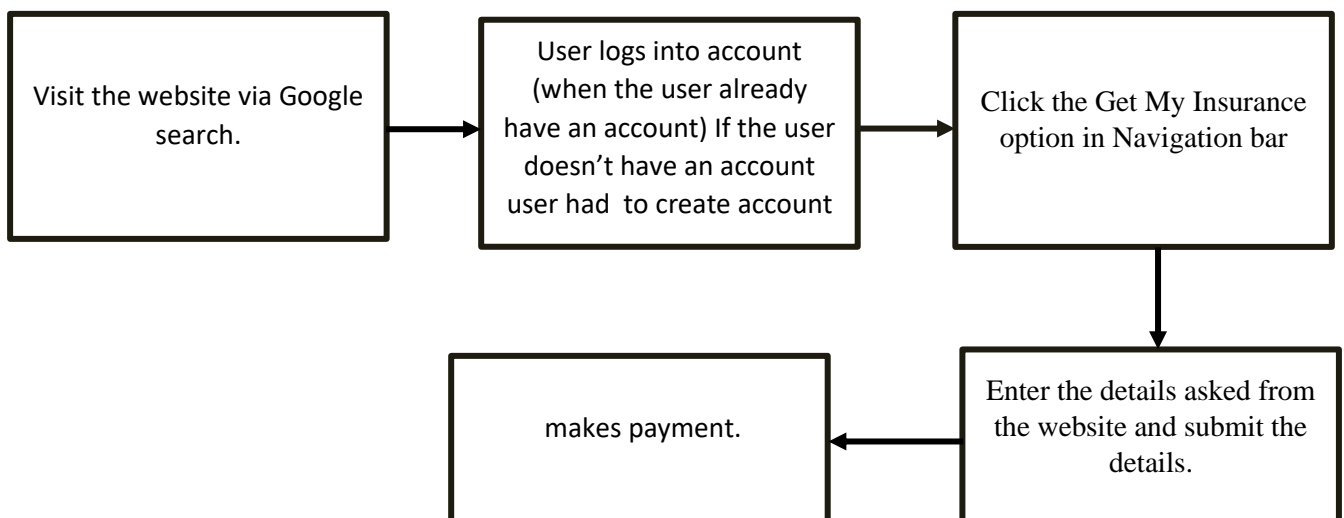 Visit the website via Google
search.
User logs into account
(when the user already
have an account) If the user
doesn’t have an account
user had  to create account
Click the Get My Insurance
option in Navigation bar
Enter the details asked from
the website and submit the
details.
makes payment.